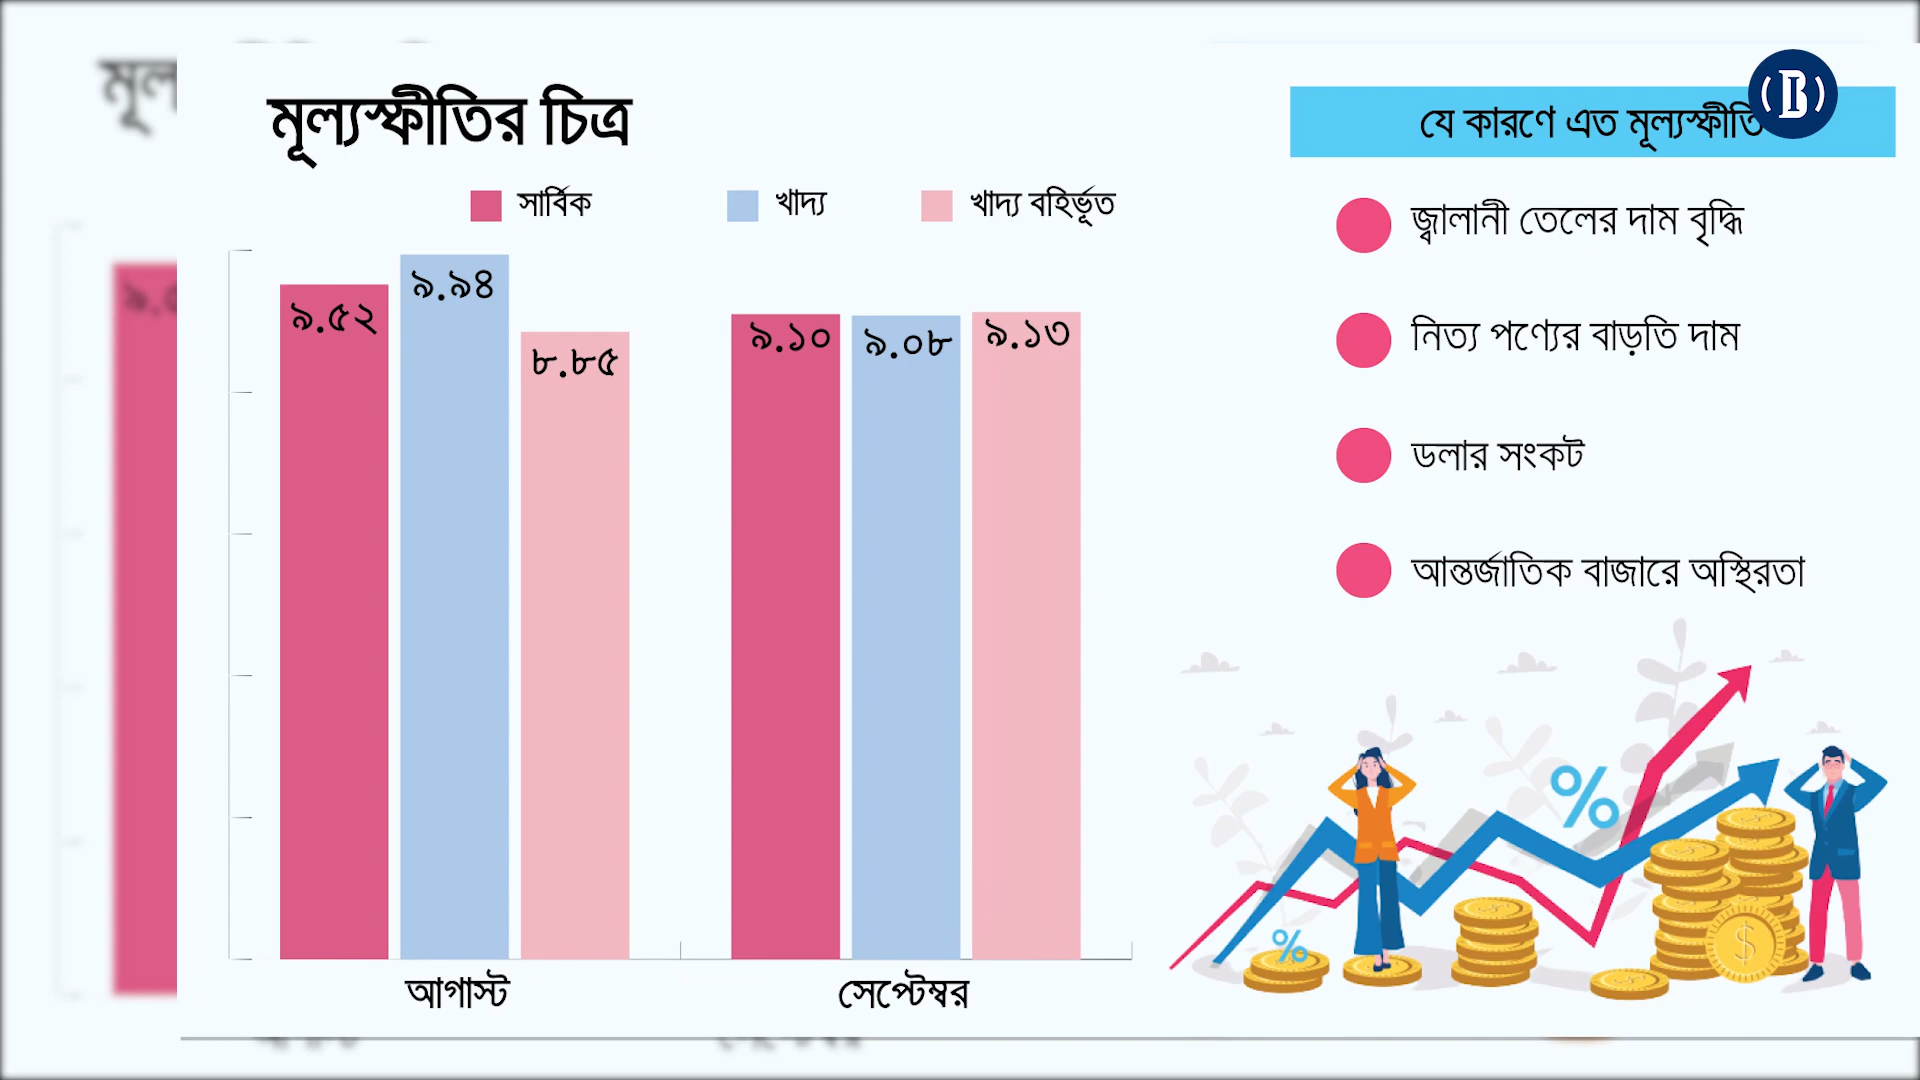 মূল্যস্ফীতির চিত্র
সার্বিক
খাদ্য
খাদ্য বহির্ভূত
৯.৫২
৯.৯৪
৮.৮৫
৯.১০
৯.০৮
৯.১৩
আগাস্ট
সেপ্টেম্বর
যে কারণে এত মূল্যস্ফীতি
জ্বালানী তেলের দাম বৃদ্ধি
নিত্য পণ্যের বাড়তি দাম
ডলার সংকট
আন্তর্জাতিক বাজারে অস্থিরতা
%
%
$
B